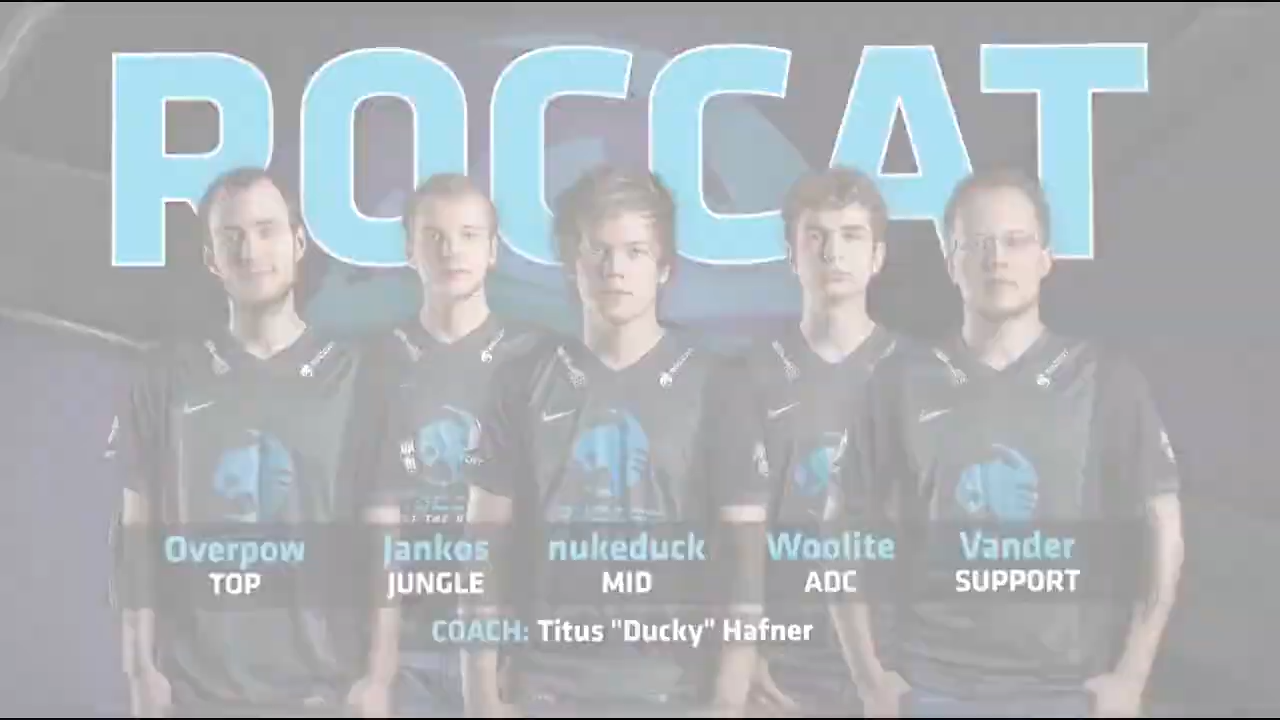 ROCCAT
Overpow Jankos nukeduck Woolite Vander
TOP JUNGLE MID ADC SUPPORT
COACH: Titus "Ducky" Hafner